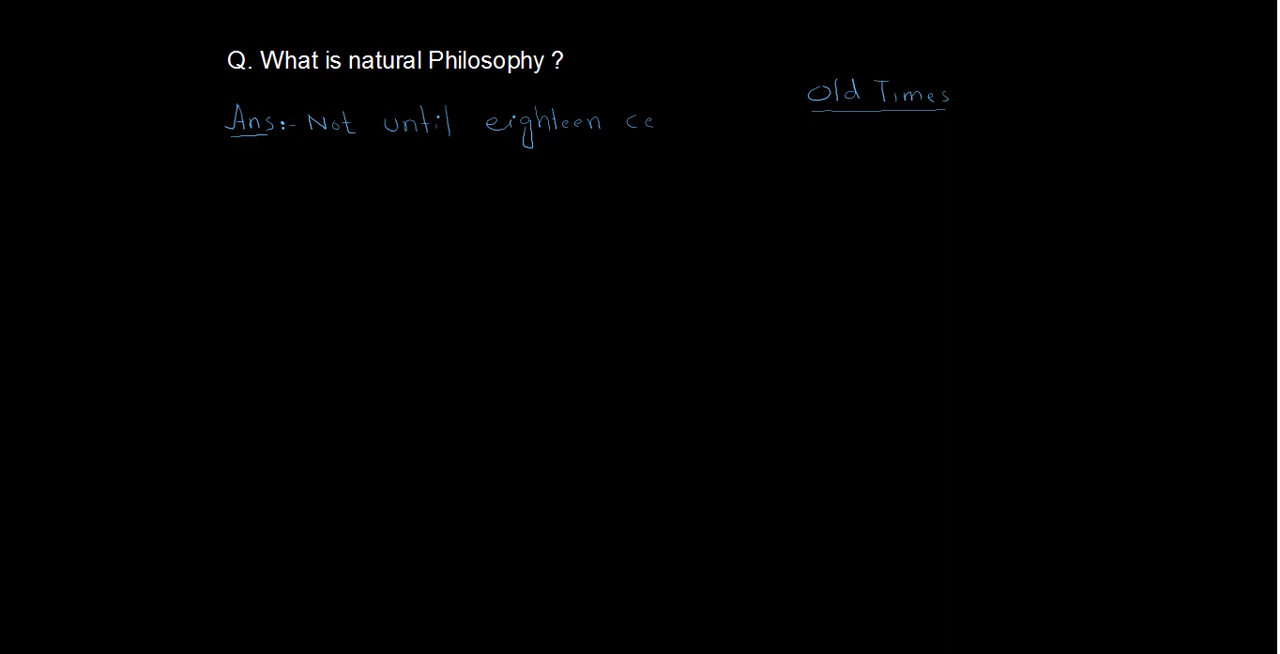 Q. What is natural Philosophy ?
Old Times
Ans:- Not until eighteen ce